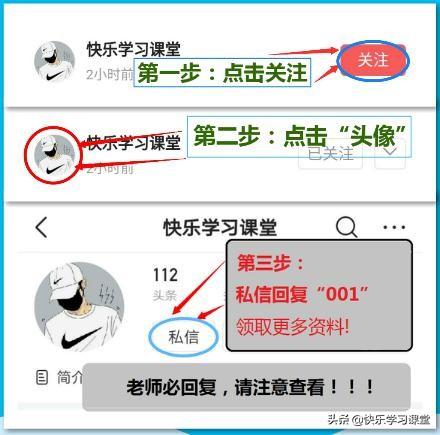 快乐学习课堂
关注
2小时前
第一步：点击关注
快乐学习课堂
第二步：点击“头像”
2小时前
已关注
快乐学习课堂
112
头条
第三步：
私信回复“001”
领取更多资料!
私信
简介
老师必回复，请注意查看！！！
头条 @快乐学习课堂